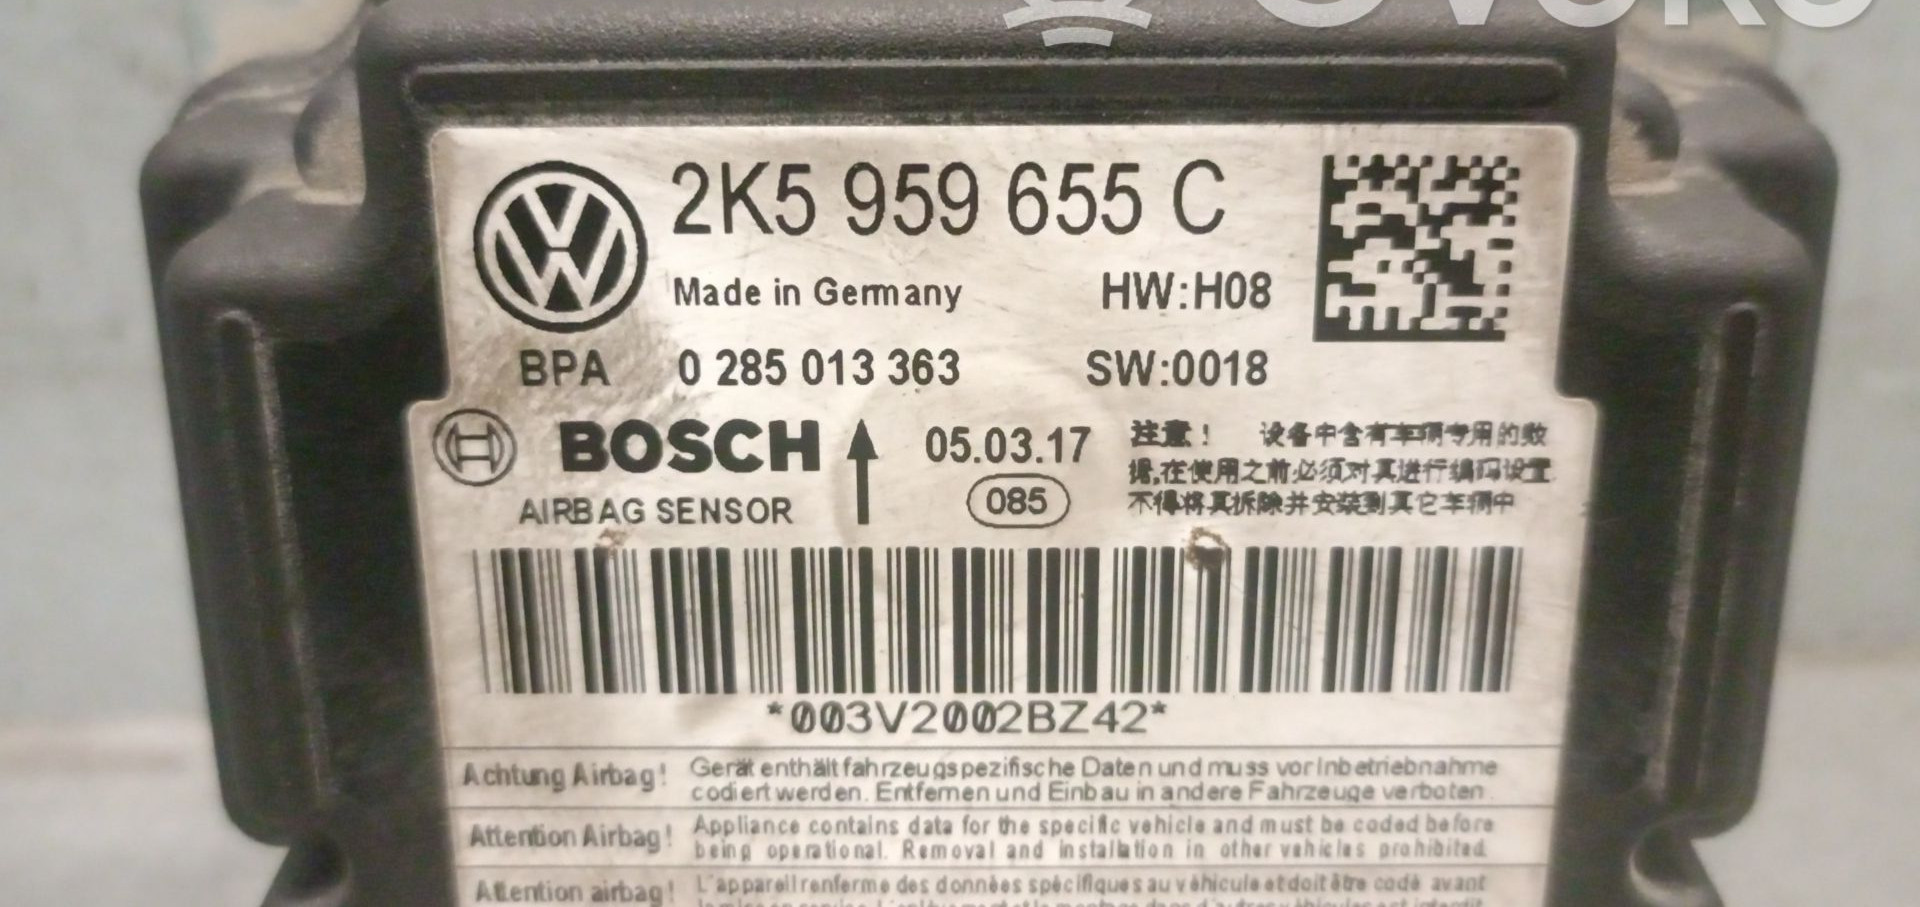 2K5 959 655 C
Made in Germany HW:H08
BPA 0 285 013 363 SW:0018
BOSCH 05.03.17
AIRBAG SENSOR 085
注意! 设备中含有车辆专用的数
据,在使用之前必须对其进行编码设置
不得将其拆除并安装到其它车辆中
*003V2002BZ42*
Achtung Airbag! Gerät enthält fahrzeugspezifische Daten und muss vor Inbetriebnahme
codiert werden. Entfernen und Einbau in andere Fahrzeuge verboten.
Attention Airbag! Appliance contains data for the specific vehicle and must be coded before
being operational. Removal and installation in other vehicles prohibited.
Attention airbag! L'appareil renferme des données spécifiques au véhicule et doit être codé avant